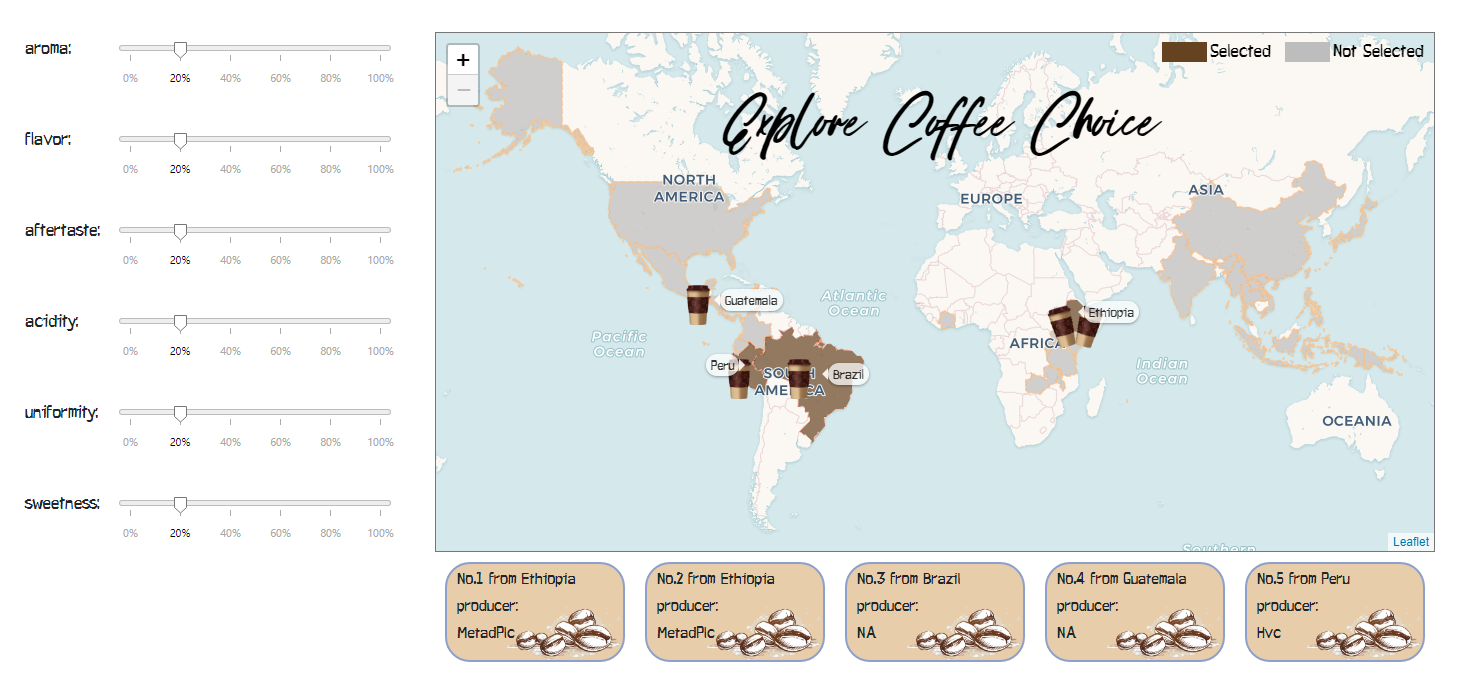 aroma:
0% 20% 40% 60% 80% 100%
flavor:
0% 20% 40% 60% 80% 100%
aftertaste:
0% 20% 40% 60% 80% 100%
acidity:
0% 20% 40% 60% 80% 100%
uniformity:
0% 20% 40% 60% 80% 100%
sweetness:
0% 20% 40% 60% 80% 100%
+
−
Selected Not Selected
Explore Coffee Choice
NORTH
AMERICA
EUROPE
ASIA
Guatemala
Atlantic
Ocean
Ethiopia
Pacific
Ocean
AFRICA
Peru
SOUTH
AMERICA
Brazil
Indian
Ocean
OCEANIA
Southern
Leaflet
No.1 from Ethiopia
producer:
MetadPlc
No.2 from Ethiopia
producer:
MetadPlc
No.3 from Brazil
producer:
NA
No.4 from Guatemala
producer:
NA
No.5 from Peru
producer:
Hvc